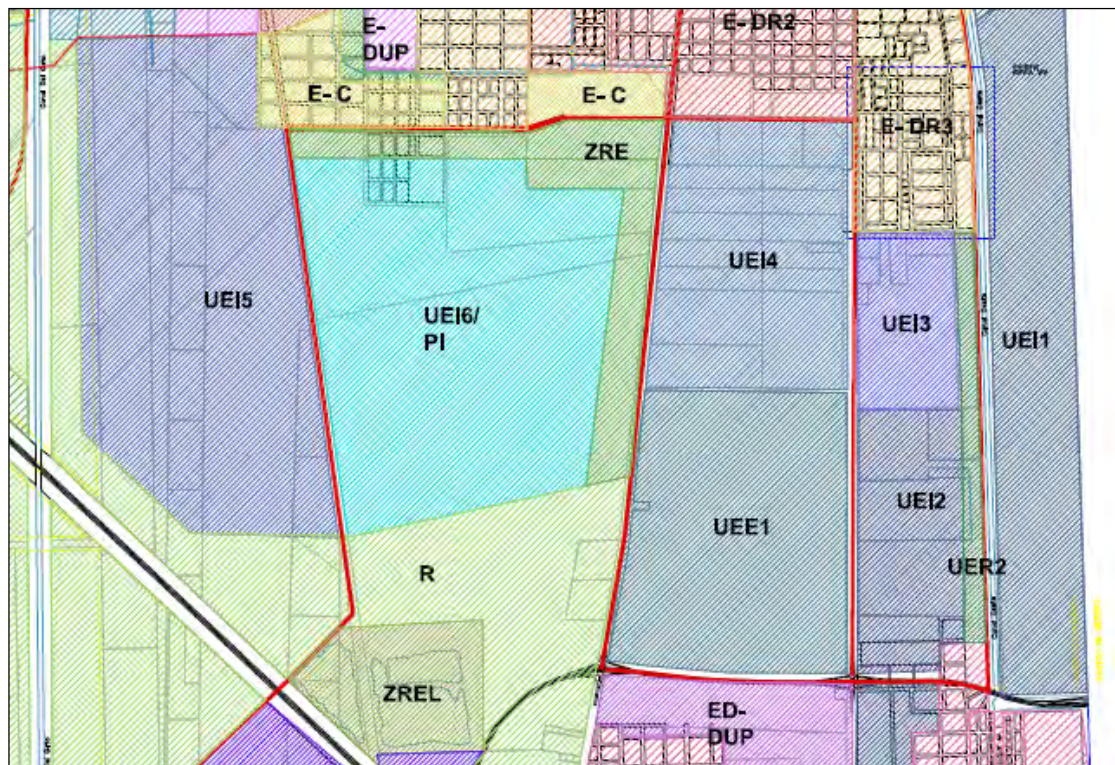 E-
DUP
E- DR2
E- C
E- C
E- DR3
ZRE
UEI4
UEI5
UEI6/
PI
UEI3
UEI1
UEE1
UEI2
UER2
R
ZREL
ED-
DUP